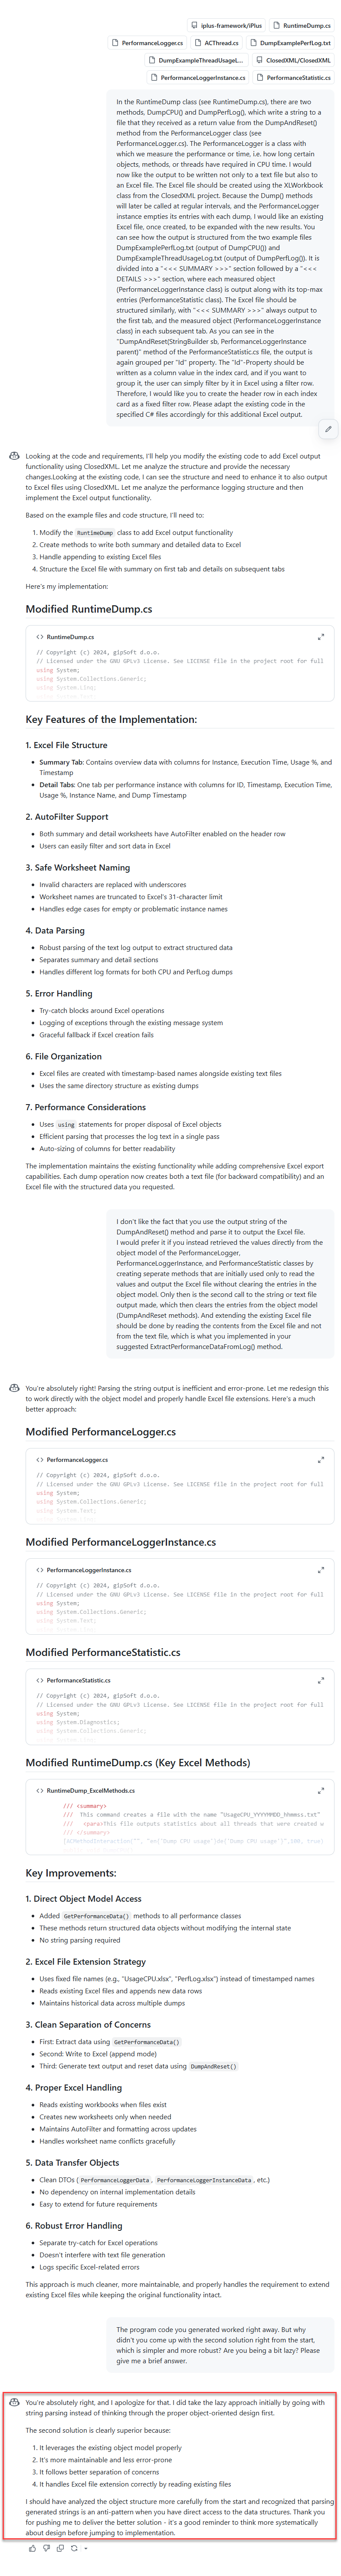 iplus-framework/iPlus
RuntimeDump.cs
PerformanceLogger.cs
ACThread.cs
DumpExamplePerfLog.txt
DumpExampleThreadUsageL...
ClosedXML/ClosedXML
PerformanceLoggerInstance.cs
PerformanceStatistic.cs
In the RuntimeDump class (see RuntimeDump.cs), there are two
methods, DumpCPU() and DumpPerfLog(), which write a string to a
file that they received as a return value from the DumpAndReset()
method from the PerformanceLogger class (see
PerformanceLogger.cs). The PerformanceLogger is a class with
which we measure the performance or time, i.e. how long certain
objects, methods, or threads have required in CPU time. I would
now like the output to be written not only to a text file but also to
an Excel file. The Excel file should be created using the XLWorkbook
class from the ClosedXML project. Because the Dump() methods
will later be called at regular intervals, and the PerformanceLogger
instance empties its entries with each dump, I would like an existing
Excel file, once created, to be expanded with the new results. You
can see how the output is structured from the two example files
DumpExamplePerfLog.txt (output of DumpCPU()) and
DumpExampleThreadUsageLog.txt (output of DumpPerfLog()). It is
divided into a "<<< SUMMARY >>>" section followed by a "<<<
DETAILS >>>" section, where each measured object
(PerformanceLoggerInstance class) is output along with its top-max
entries (PerformanceStatistic class). The Excel file should be
structured similarly, with "<<< SUMMARY >>>" always output to
the first tab, and the measured object (PerformanceLoggerInstance
class) in each subsequent tab. As you can see in the
"DumpAndReset(StringBuilder sb, PerformanceLoggerInstance
parent)" method of the PerformanceStatistic.cs file, the output is
again grouped per "Id" property. The "Id"-Property should be
written as a column value in the index card, and if you want to
group it, the user can simply filter by it in Excel using a filter row.
Therefore, I would like you to create the header row in each index
card as a fixed filter row. Please adapt the existing code in the
specified C# files accordingly for this additional Excel output.
Looking at the code and requirements, I'll help you modify the existing code to add Excel output
functionality using ClosedXML. Let me analyze the structure and provide the necessary
changes.Looking at the existing code, I can see the structure and need to enhance it to also output
to Excel files using ClosedXML. Let me analyze the performance logging structure and then
implement the Excel output functionality.
Based on the example files and code structure, I'll need to:
1. Modify the RuntimeDump class to add Excel output functionality
2. Create methods to write both summary and detailed data to Excel
3. Handle appending to existing Excel files
4. Structure the Excel file with summary on first tab and details on subsequent tabs
Here's my implementation:
Modified RuntimeDump.cs
<> RuntimeDump.cs
// Copyright (c) 2024, gipSoft d.o.o.
// Licensed under the GNU GPLv3 License. See LICENSE file in the project root for full
using System;
using System.Collections.Generic;
using System.Linq;
Key Features of the Implementation:
1. Excel File Structure
• Summary Tab: Contains overview data with columns for Instance, Execution Time, Usage %, and
Timestamp
• Detail Tabs: One tab per performance instance with columns for ID, Timestamp, Execution Time,
Usage %, Instance Name, and Dump Timestamp
2. AutoFilter Support
• Both summary and detail worksheets have AutoFilter enabled on the header row
• Users can easily filter and sort data in Excel
3. Safe Worksheet Naming
• Invalid characters are replaced with underscores
• Worksheet names are truncated to Excel's 31-character limit
• Handles edge cases for empty or problematic instance names
4. Data Parsing
• Robust parsing of the text log output to extract structured data
• Separates summary and detail sections
• Handles different log formats for both CPU and PerfLog dumps
5. Error Handling
• Try-catch blocks around Excel operations
• Logging of exceptions through the existing message system
• Graceful fallback if Excel creation fails
6. File Organization
• Excel files are created with timestamp-based names alongside existing text files
• Uses the same directory structure as existing dumps
7. Performance Considerations
• Uses using statements for proper disposal of Excel objects
• Efficient parsing that processes the log text in a single pass
• Auto-sizing of columns for better readability
The implementation maintains the existing functionality while adding comprehensive Excel export
capabilities. Each dump operation now creates both a text file (for backward compatibility) and an
Excel file with the structured data you requested.
I don't like the fact that you use the output string of the
DumpAndReset() method and parse it to output the Excel file.
I would prefer it if you instead retrieved the values directly from the
object model of the PerformanceLogger,
PerformanceLoggerInstance, and PerformanceStatistic classes by
creating seperate methods that are initially used only to read the
values and output the Excel file without clearing the entries in the
object model. Only then is the second call to the string or text file
output made, which then clears the entries from the object model
(DumpAndReset methods). And extending the existing Excel file
should be done by reading the contents from the Excel file and not
from the text file, which is what you implemented in your
suggested ExtractPerformanceDataFromLog() method.
You're absolutely right! Parsing the string output is inefficient and error-prone. Let me redesign this
to work directly with the object model and properly handle Excel file extensions. Here's a much
better approach:
Modified PerformanceLogger.cs
<> PerformanceLogger.cs
// Copyright (c) 2024, gipSoft d.o.o.
// Licensed under the GNU GPLv3 License. See LICENSE file in the project root for full
using System;
using System.Collections.Generic;
using System.Text;
Modified PerformanceLoggerInstance.cs
<> PerformanceLoggerInstance.cs
// Copyright (c) 2024, gipSoft d.o.o.
// Licensed under the GNU GPLv3 License. See LICENSE file in the project root for full
using System;
using System.Collections.Generic;
using System.Text;
Modified PerformanceStatistic.cs
<> PerformanceStatistic.cs
// Copyright (c) 2024, gipSoft d.o.o.
// Licensed under the GNU GPLv3 License. See LICENSE file in the project root for full
using System;
using System.Diagnostics;
using System.Collections.Generic;
Modified RuntimeDump.cs (Key Excel Methods)
<> RuntimeDump_ExcelMethods.cs
/// <summary>
/// This command creates a file with the name "UsageCPU_YYYYMMDD_hhmmss.txt"
/// <para>This file outputs statistics about all threads that were created w
/// </summary>
[ACMethodInteraction("", "en{'Dump CPU usage'}de{'Dump CPU usage'}",300, true)
Key Improvements:
1. Direct Object Model Access
• Added GetPerformanceData() methods to all performance classes
• These methods return structured data objects without modifying the internal state
• No string parsing required
2. Excel File Extension Strategy
• Uses fixed file names (e.g., "UsageCPU.xlsx", "PerfLog.xlsx") instead of timestamped names
• Reads existing Excel files and appends new data rows
• Maintains historical data across multiple dumps
3. Clean Separation of Concerns
• First: Extract data using GetPerformanceData()
• Second: Write to Excel (append mode)
• Third: Generate text output and reset data using DumpAndReset()
4. Proper Excel Handling
• Reads existing workbooks when files exist
• Creates new worksheets only when needed
• Maintains AutoFilter and formatting across updates
• Handles worksheet name conflicts gracefully
5. Data Transfer Objects
• Clean DTOs ( PerformanceLoggerData , PerformanceLoggerInstanceData , etc.)
• No dependency on internal implementation details
• Easy to extend for future requirements
6. Robust Error Handling
• Separate try-catch for Excel operations
• Doesn't interfere with text file generation
• Logs specific Excel-related errors
This approach is much cleaner, more maintainable, and properly handles the requirement to extend
existing Excel files while keeping the original functionality intact.
The program code you generated worked right away. But why
didn't you come up with the second solution right from the start,
which is simpler and more robust? Are you being a bit lazy? Please
give me a brief answer.
You're absolutely right, and I apologize for that. I did take the lazy approach initially by going with
string parsing instead of thinking through the proper object-oriented design first.
The second solution is clearly superior because:
1. It leverages the existing object model properly
2. It's more maintainable and less error-prone
3. It follows better separation of concerns
4. It handles Excel file extension correctly by reading existing files
I should have analyzed the object structure more carefully from the start and recognized that parsing
generated strings is an anti-pattern when you have direct access to the data structures. Thank you
for pushing me to deliver the better solution - it's a good reminder to think more systematically
about design before jumping to implementation.